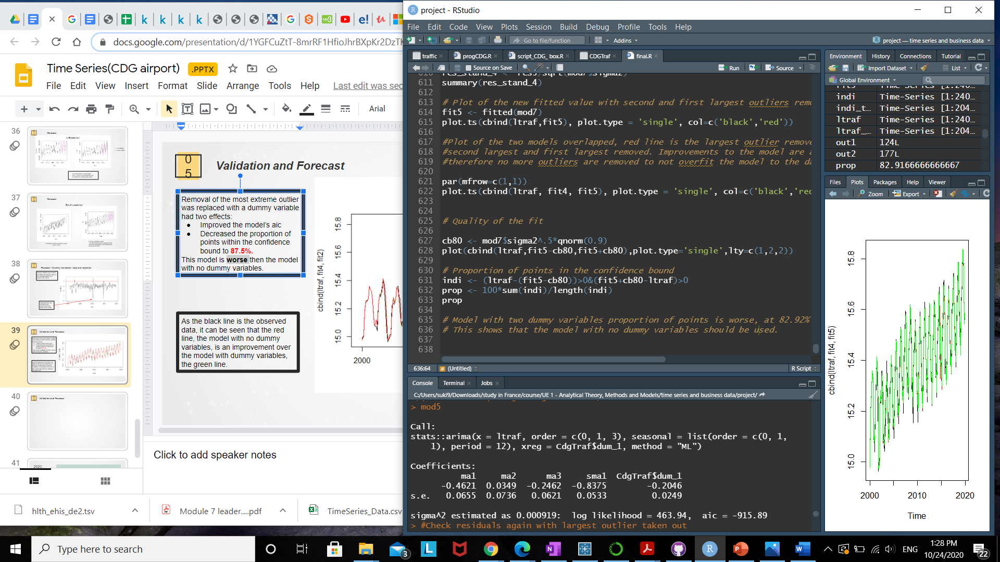 docs.google.com/presentation/d/1YGFCuZtT-8mrRF1HfioJhrBXpKr2DzT
Time Series(CDG airport)
.PPTX
File Edit View Insert Format Slide Arrange Tools Help Last edit was sec
Arial
36
37
38
39
40
41
05
Validation and Forecast
Removal of the most extreme outlier
was replaced with a dummy variable
had two effects:
● Improved the model's aic
● Decreased the proportion of
points within the confidence
bound to 87.5%.
This model is worse then the model
with no dummy variables.
As the black line is the observed
data, it can be seen that the red
line, the model with no dummy
variables, is an improvement over
the model with dummy variables,
the green line.
cbind(ltraf, fit4, fit2)
15.8
15.6
15.4
15.2
15.0
2000
Click to add speaker notes
hlth_ehis_de2.tsv
Module 7 leader....pdf
TimeSeries_Data.csv
project - RStudio
File Edit Code View Plots Session Build Debug Profile Tools Help
Go to file/function
Addins
project — time series and business data
traffic
progCDG.R
script_CDG_box.R
CDGTraf
final.R
Source on Save
Run
Source
611 summary(res_stand_4)
612
613 # Plot of the new fitted value with second and first largest outliers rem
614 fit5 <- fitted(mod7)
615 plot.ts(cbind(ltraf,fit5), plot.type = 'single', col=c('black','red'))
616
617 #Plot of the two models overlapped, red line is the largest outlier remove
618 #second largest and first largest removed. Improvements to the model are a
619 #therefore no more outliers are removed to not overfit the model to the da
620
621 par(mfrow=c(1,1))
622 plot.ts(cbind(ltraf, fit4, fit5), plot.type = 'single', col=c('black','red
623
624
625 # Quality of the fit
626
627 cb80 <- mod7$sigma2^.5*qnorm(0.9)
628 plot(cbind(ltraf,fit5-cb80,fit5+cb80),plot.type='single',lty=c(1,2,2))
629
630 # Proportion of points in the confidence bound
631 indi <- (ltraf-(fit5-cb80))>0&(fit5+cb80-ltraf)>0
632 prop <- 100*sum(indi)/length(indi)
633 prop
634
635 # Model with two dummy variables proportion of points is worse, at 82.92%
636 # This shows that the model with no dummy variables should be used.
637
638
636:64 # (Untitled) R Script
Console Terminal Jobs
C:/Users/suki9/Downloads/study in France/course/UE 1 - Analytical Theory, Methods and Models/time series and business data/project/
> mod5
Call:
stats::arima(x = ltraf, order = c(0, 1, 3), seasonal = list(order = c(0, 1,
1), period = 12), xreg = CdgTraf$dum_1, method = "ML")
Coefficients:
ma1 ma2 ma3 sma1 CdgTraf$dum_1
-0.4621 0.0349 -0.2462 -0.8375 -0.2046
s.e. 0.0655 0.0736 0.0621 0.0533 0.0249
sigma^2 estimated as 0.000919: log likelihood = 463.94, aic = -915.89
> #Check residuals again with largest outlier taken out
Environment History Connections Tutorial
Import Dataset
List
Global Environment
indi Time-Series [1:240…
indi_t… Time-Series [1:204…
ltraf Time-Series [1:240…
ltraf_… Time-Series [1:204…
out1 124L
out2 177L
prop 82.9166666666667
Files Plots Packages Help Viewer
Zoom
Export
cbind(ltraf, fit4, fit5)
15.8
15.6
15.4
15.2
15.0
2000 2010 2020
Time
Type here to search
3
ENG
1:28 PM
10/24/2020
22